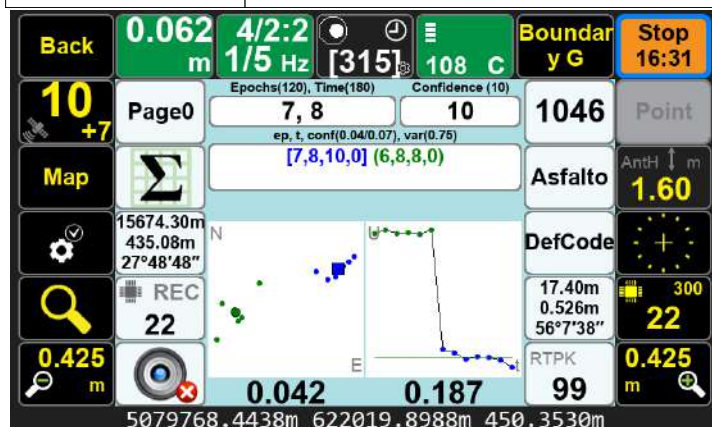 Back
0.062
m
4/2:2
1/5 Hz
[315]
108 C
Boundar
y G
Stop
16:31
10
+7
Page0
Epochs(120), Time(180)
7, 8
Confidence (10)
10
1046
Point
ep, t, conf(0.04/0.07), var(0.75)
[7,8,10,0] (6,8,8,0)
Map
Σ
Asfalto
AntH m
1.60
15674.30m
435.08m
27°48'48"
N
U
DefCode
REC
22
17.40m
0.526m
56°7'38"
300
22
0.425
m
E
t
0.042
0.187
RTPK
99
0.425
m
5079768.4438m 622019.8988m 450.3530m